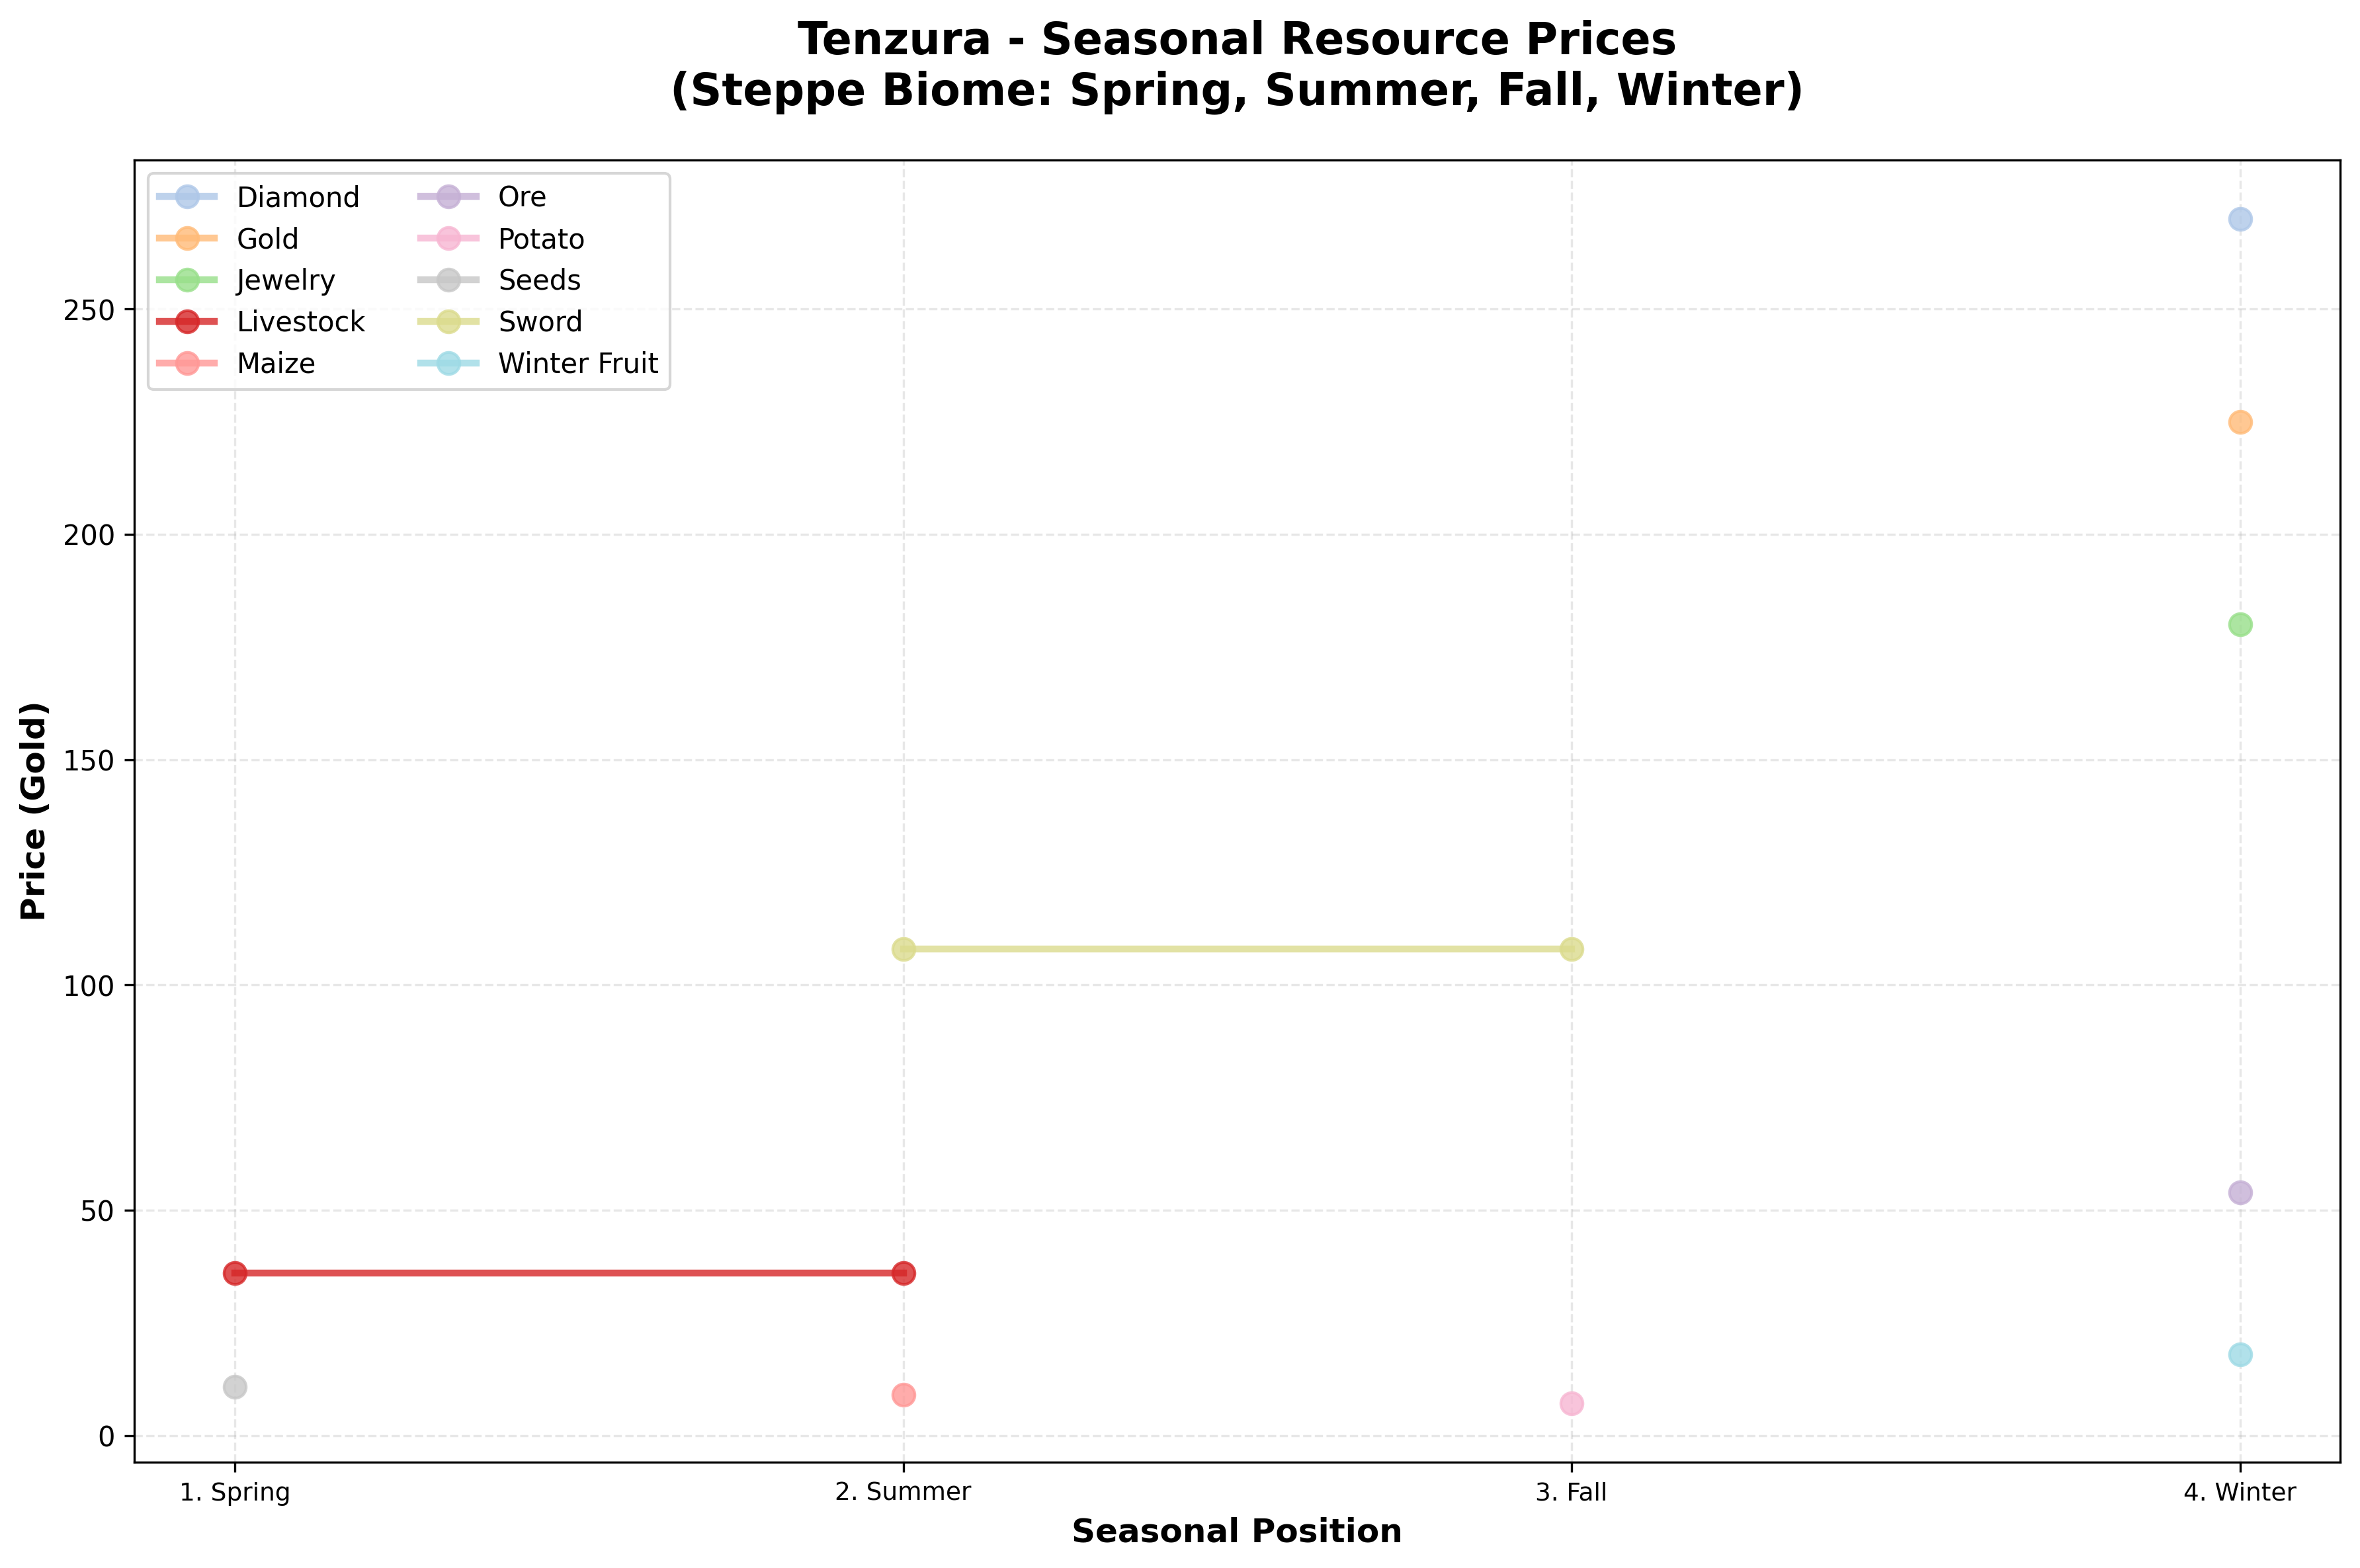 Tenzura - Seasonal Resource Prices
(Steppe Biome: Spring, Summer, Fall, Winter)
Diamond
Gold
Jewelry
Livestock
Maize
Ore
Potato
Seeds
Sword
Winter Fruit
Price (Gold)
250
200
150
100
50
0
1. Spring
2. Summer
3. Fall
4. Winter
Seasonal Position